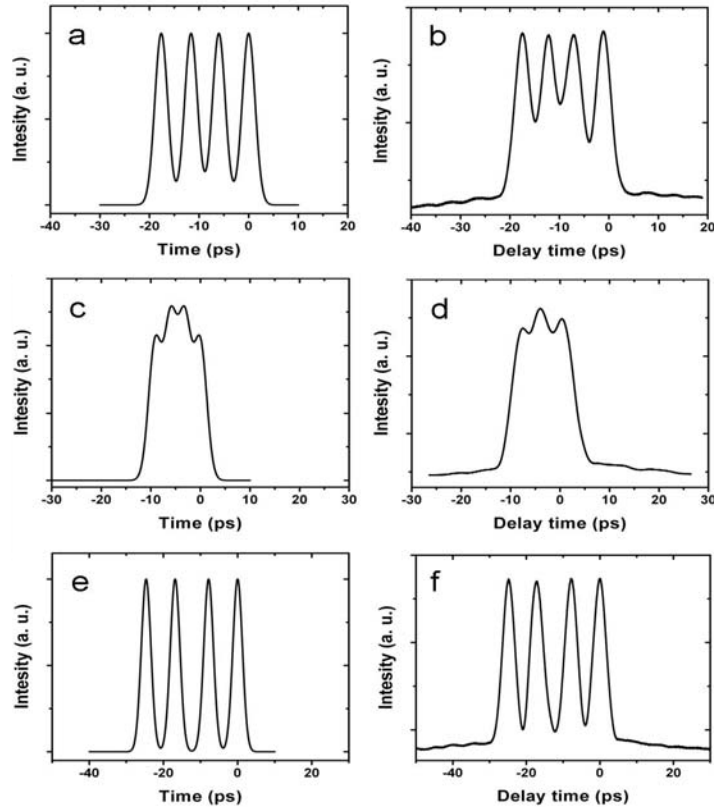 a
Intesity (a. u.)
-40 -30 -20 -10 0 10 20
Time (ps)
b
Intesity (a. u.)
-40 -30 -20 -10 0 10 20
Delay time (ps)
c
Intesity (a. u.)
-30 -20 -10 0 10 20 30
Time (ps)
d
Intesity (a. u.)
-30 -20 -10 0 10 20 30
Delay time (ps)
e
Intesity (a. u.)
-40 -20 0 20
Time (ps)
f
Intesity (a. u.)
-40 -20 0 20
Delay time (ps)